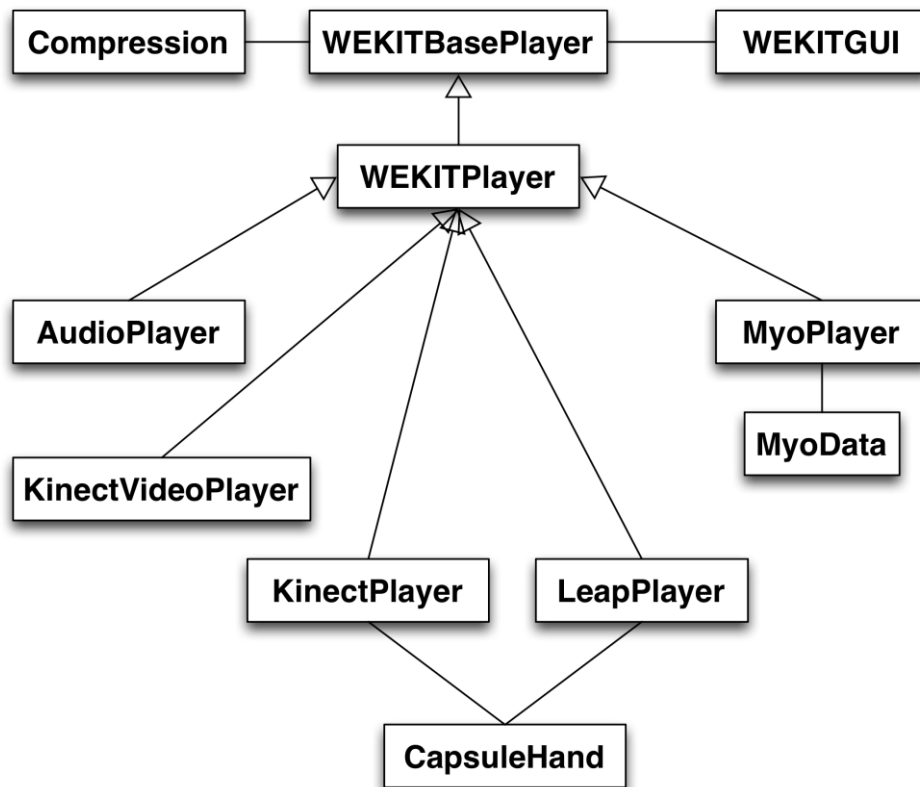 Compression
WEKITBasePlayer
WEKITGUI
WEKITPlayer
AudioPlayer
MyoPlayer
MyoData
KinectVideoPlayer
KinectPlayer
LeapPlayer
CapsuleHand